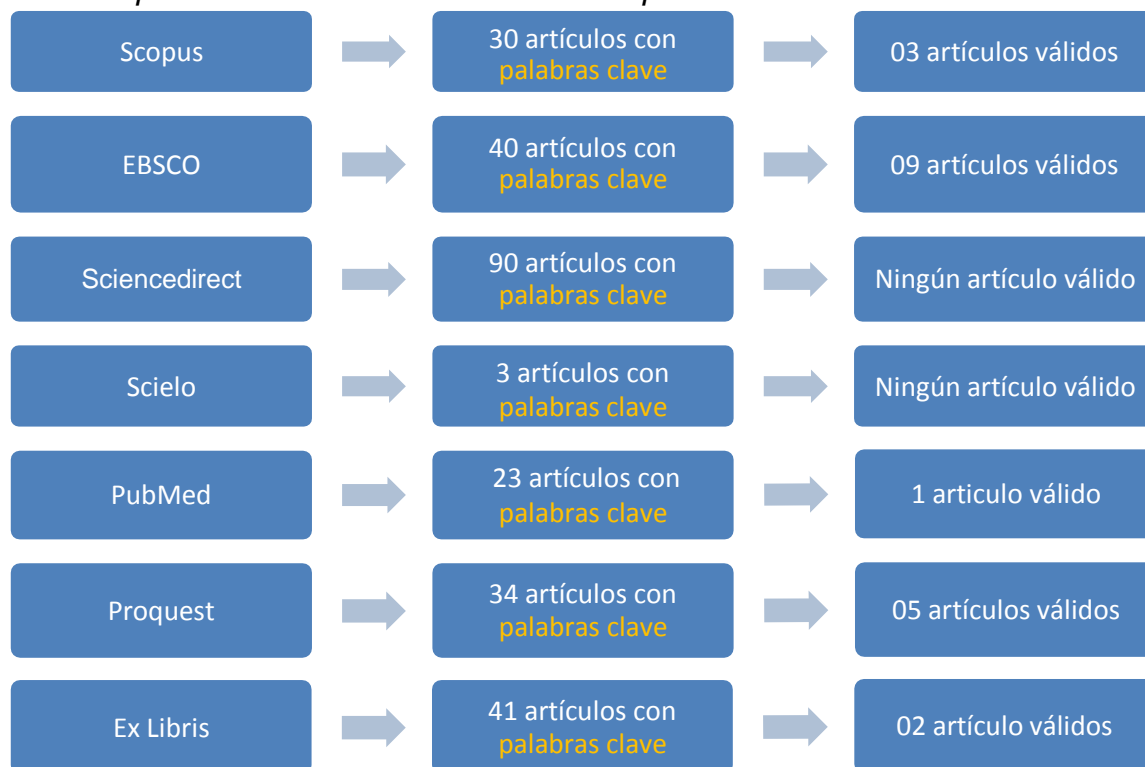 Scopus
30 artículos con
palabras clave
03 artículos válidos
EBSCO
40 artículos con
palabras clave
09 artículos válidos
Sciencedirect
90 artículos con
palabras clave
Ningún artículo válido
Scielo
3 artículos con
palabras clave
Ningún artículo válido
PubMed
23 artículos con
palabras clave
1 articulo válido
Proquest
34 artículos con
palabras clave
05 artículos válidos
Ex Libris
41 artículos con
palabras clave
02 artículo válidos